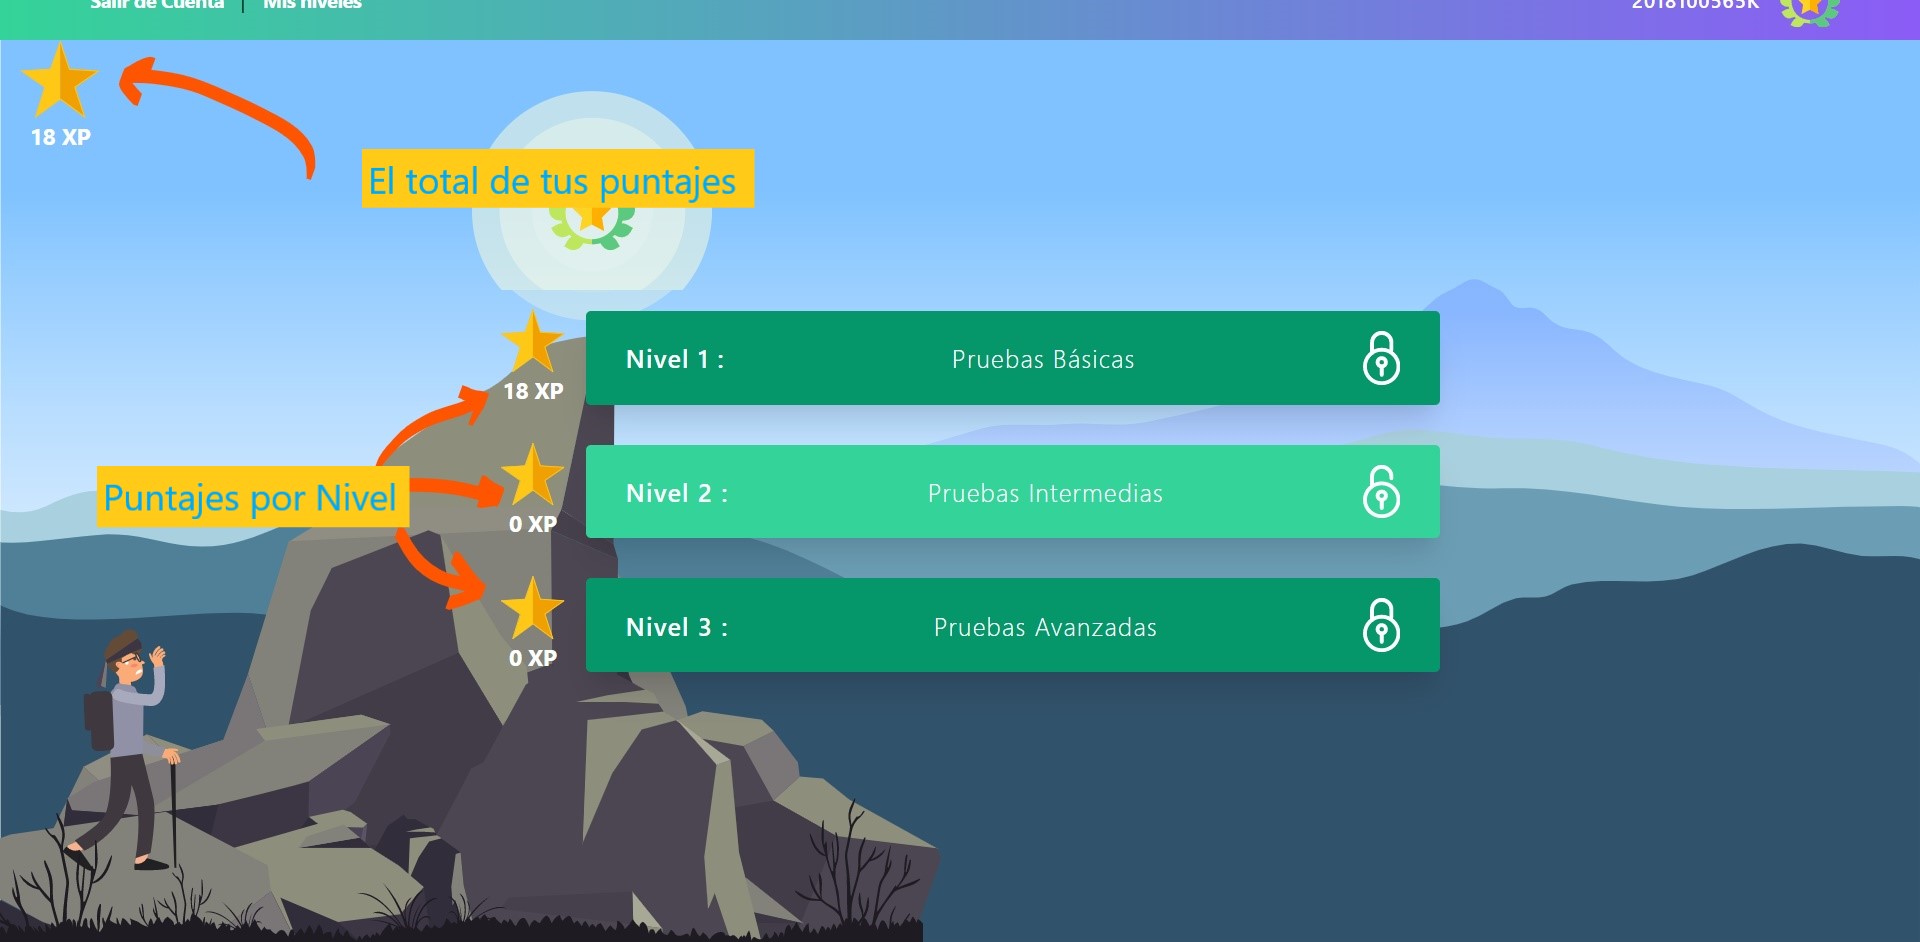 Salir de Cuenta | Mis niveles
2018100565K
18 XP
El total de tus puntajes
Nivel 1 : Pruebas Básicas
18 XP
Nivel 2 : Pruebas Intermedias
Puntajes por Nivel
0 XP
Nivel 3 : Pruebas Avanzadas
0 XP